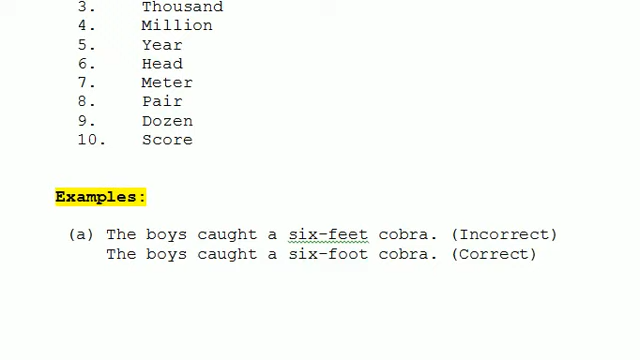 3. Thousand
4. Million
5. Year
6. Head
7. Meter
8. Pair
9. Dozen
10. Score
Examples:
(a) The boys caught a six-feet cobra. (Incorrect)
The boys caught a six-foot cobra. (Correct)